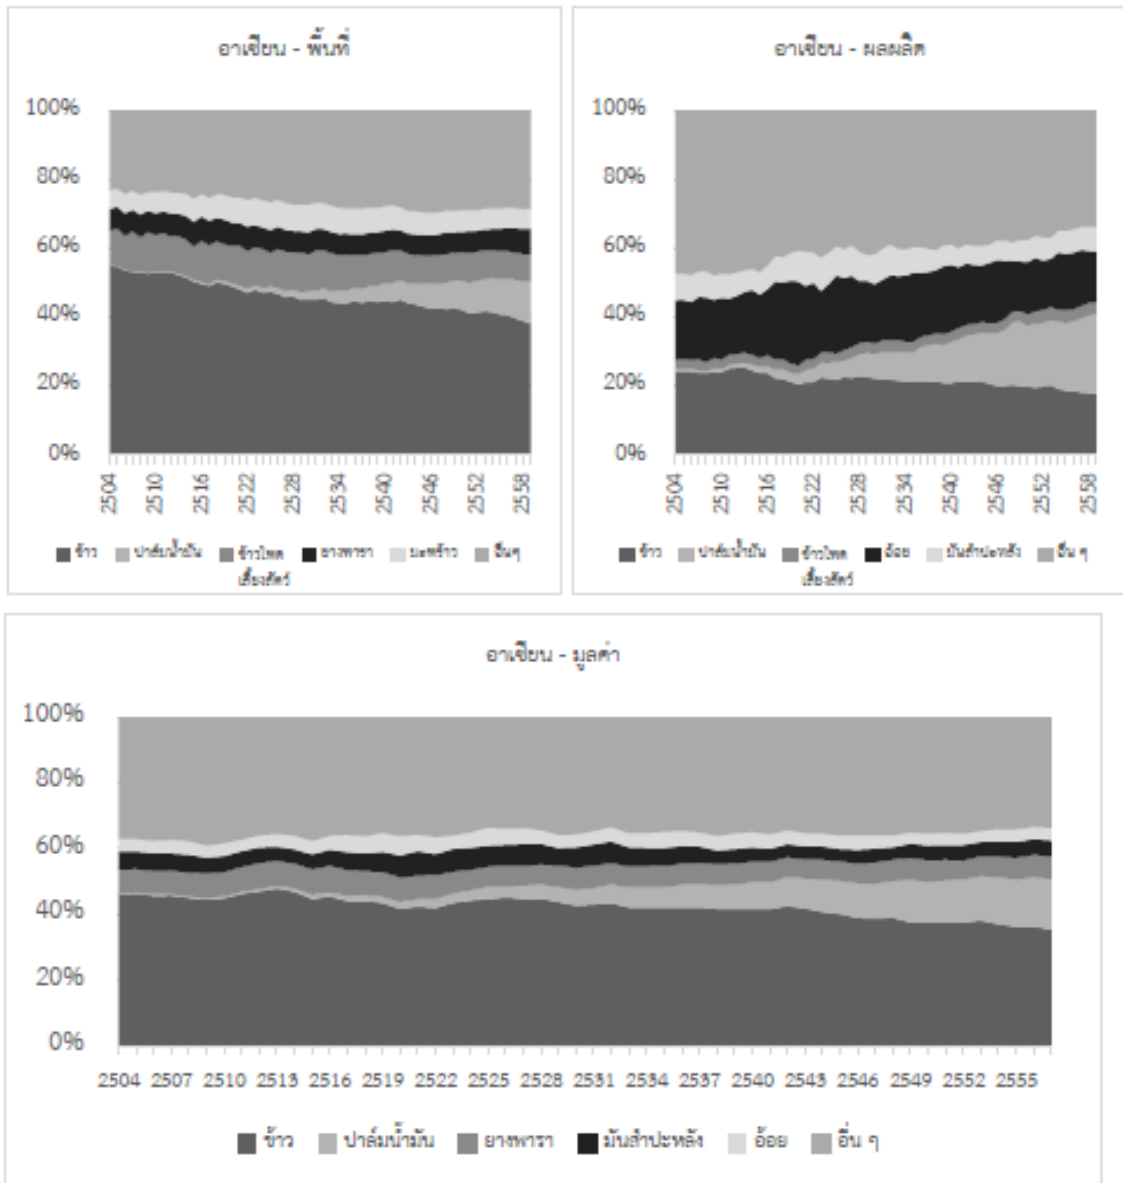 อาเซียน - พื้นที่
100%
80%
60%
40%
20%
0%
2504 2510 2516 2522 2528 2534 2540 2546 2552 2558
ข้าว ปาล์มน้ำมัน ข้าวโพด ยางพารา มะพร้าว อื่นๆ
เลี้ยงสัตว์
อาเซียน - ผลผลิต
100%
80%
60%
40%
20%
0%
2504 2510 2516 2522 2528 2534 2540 2546 2552 2558
ข้าว ปาล์มน้ำมัน ข้าวโพด อ้อย มันสำปะหลัง อื่น ๆ
เลี้ยงสัตว์
อาเซียน - มูลค่า
100%
80%
60%
40%
20%
0%
2504 2507 2510 2513 2516 2519 2522 2525 2528 2531 2534 2537 2540 2543 2546 2549 2552 2555
ข้าว ปาล์มน้ำมัน ยางพารา มันสำปะหลัง อ้อย อื่น ๆ